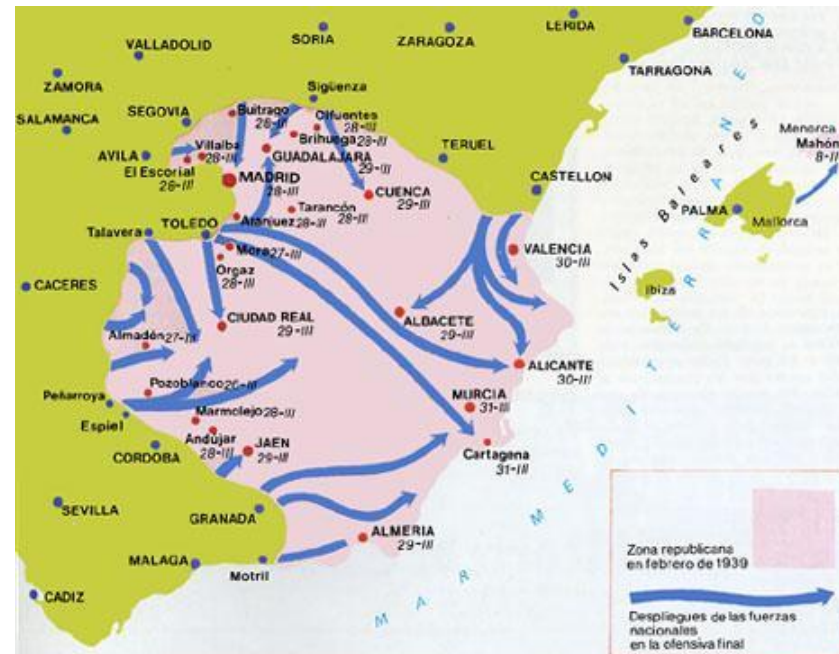 LERIDA
BARCELONA
SORIA
ZARAGOZA
VALLADOLID
TARRAGONA
ZAMORA
Sigüenza
SALAMANCA
SEGOVIA
Buitrago
28-III
Cifuentes
28-III
Brihuega 28-II
Villalba
28-III
AVILA
El Escorial
28-III
GUADALAJARA
29-III
TERUEL
MADRID
28-III
CUENCA
29-III
CASTELLON
Tarancón
28-III
Aranjuez 28-III
TOLEDO
Talavera
Mora 27-III
Orgaz
28-III
VALENCIA
30-III
Menorca
Mahón
8-II
PALMA
Mallorca
Ibiza
Islas Baleares
CACERES
CIUDAD REAL
29-III
ALBACETE
29-III
Almadén 27-III
ALICANTE
30-III
Pozoblanco 26-III
Peñarroya
Espiel
MURCIA
31-III
Marmolejo 28-III
Andújar
28-III
CORDOBA
JAEN
29-III
Cartagena
31-III
SEVILLA
GRANADA
ALMERIA
29-III
MALAGA
Motril
CADIZ
MAR MEDITERRANEO
Zona republicana
en febrero de 1939
Despliegues de las fuerzas
nacionales
en la ofensiva final